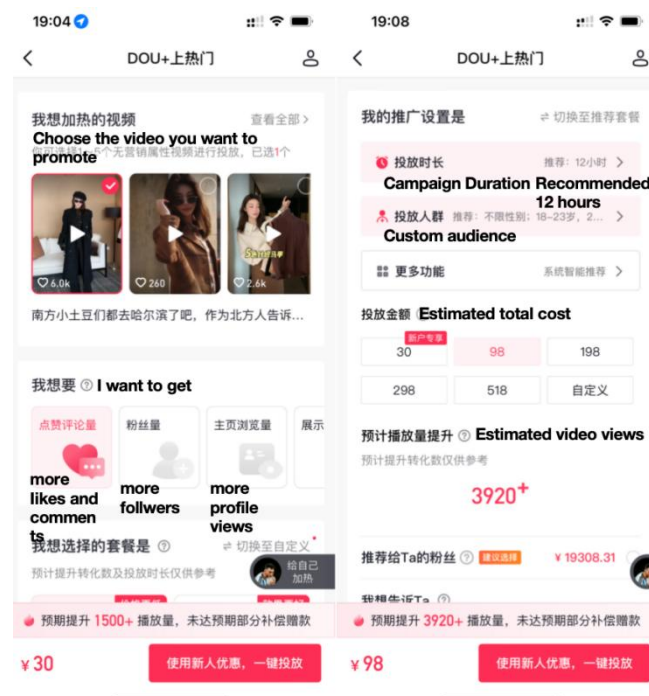 19:04
DOU+上热门
我想加热的视频
查看全部>
Choose the video you want to
promote
5个无营销属性视频进行投放，已选1个
6.0k
260
5
2.6k
南方小土豆们都去哈尔滨了吧，作为北方人告诉...
我想要
I want to get
点赞评论量
粉丝量
主页浏览量
展示
more
likes and
commen
ts
more
follwers
more
profile
views
我想选择的套餐是
切换至自定义
预计提升转化数及投放时长仅供参考
给自己
加热
预期提升 1500+ 播放量，未达预期部分补偿赠款
¥30
使用新人优惠，一键投放
19:08
DOU+上热门
我的推广设置是
切换至推荐套餐
投放时长
推荐：12小时 >
Campaign Duration
Recommended
12 hours
投放人群
推荐：不限性别；18-23岁，2... >
Custom audience
更多功能
系统智能推荐 >
投放金额
Estimated total cost
新户专享
30
98
198
298
518
自定义
预计播放量提升
Estimated video views
预计提升转化数仅供参考
3920+
推荐给Ta的粉丝
建议选择
¥ 19308.31
我想告诉Ta
预期提升 3920+ 播放量，未达预期部分补偿赠款
¥98
使用新人优惠，一键投放